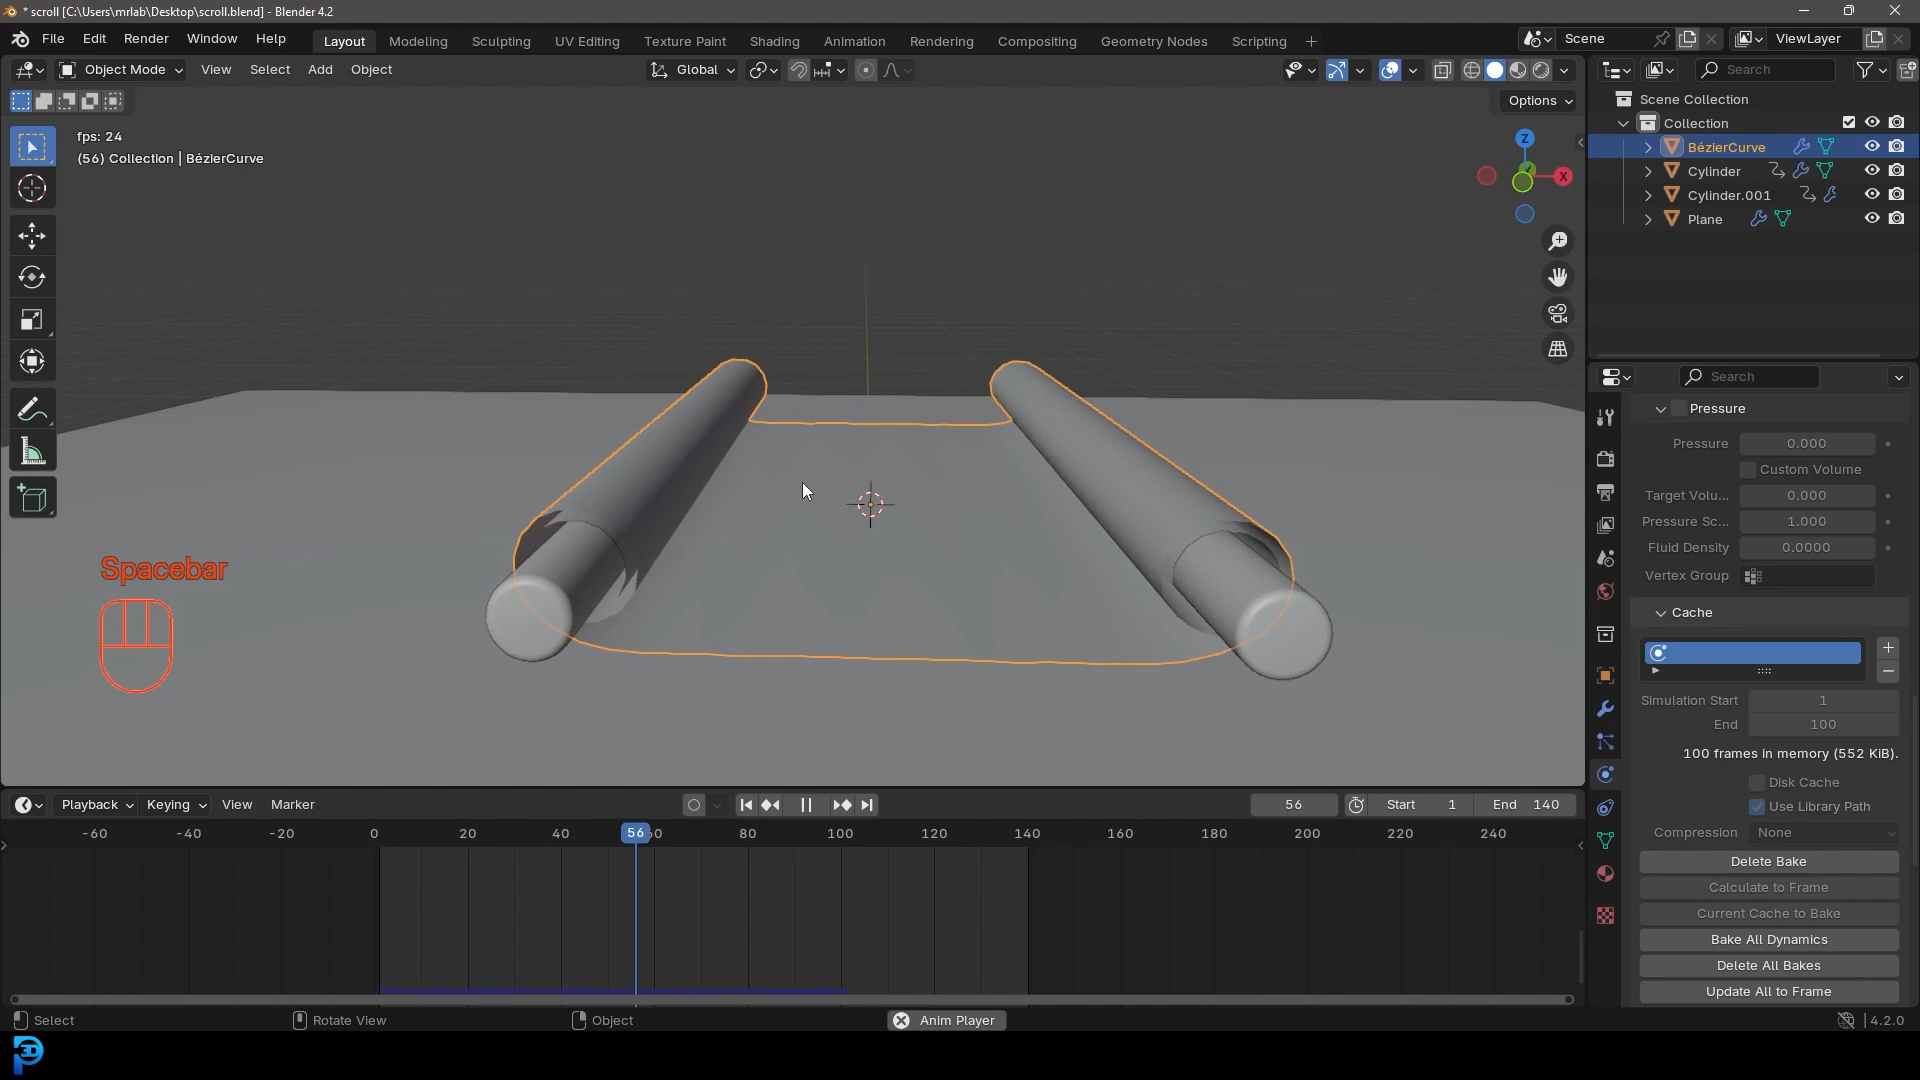 * scroll [C:\Users\mrlab\Desktop\scroll.blend] - Blender 4.2
File Edit Render Window Help
Layout Modeling Sculpting UV Editing Texture Paint Shading Animation Rendering Compositing Geometry Nodes Scripting +
Scene
ViewLayer
Object Mode View Select Add Object
Global
Search
Options
Scene Collection
Collection
BézierCurve
Cylinder
Cylinder.001
Plane
fps: 24
(56) Collection | BézierCurve
Z
X
Spacebar
Search
Pressure
Pressure 0.000
Custom Volume
Target Volu... 0.000
Pressure Sc... 1.000
Fluid Density 0.0000
Vertex Group
Cache
Simulation Start 1
End 100
100 frames in memory (552 KiB).
Disk Cache
Use Library Path
Compression None
Delete Bake
Calculate to Frame
Current Cache to Bake
Bake All Dynamics
Delete All Bakes
Update All to Frame
Playback Keying View Marker
56
Start 1
End 140
-60 -40 -20 0 20 40 56 60 80 100 120 140 160 180 200 220 240
Select
Rotate View
Object
Anim Player
4.2.0